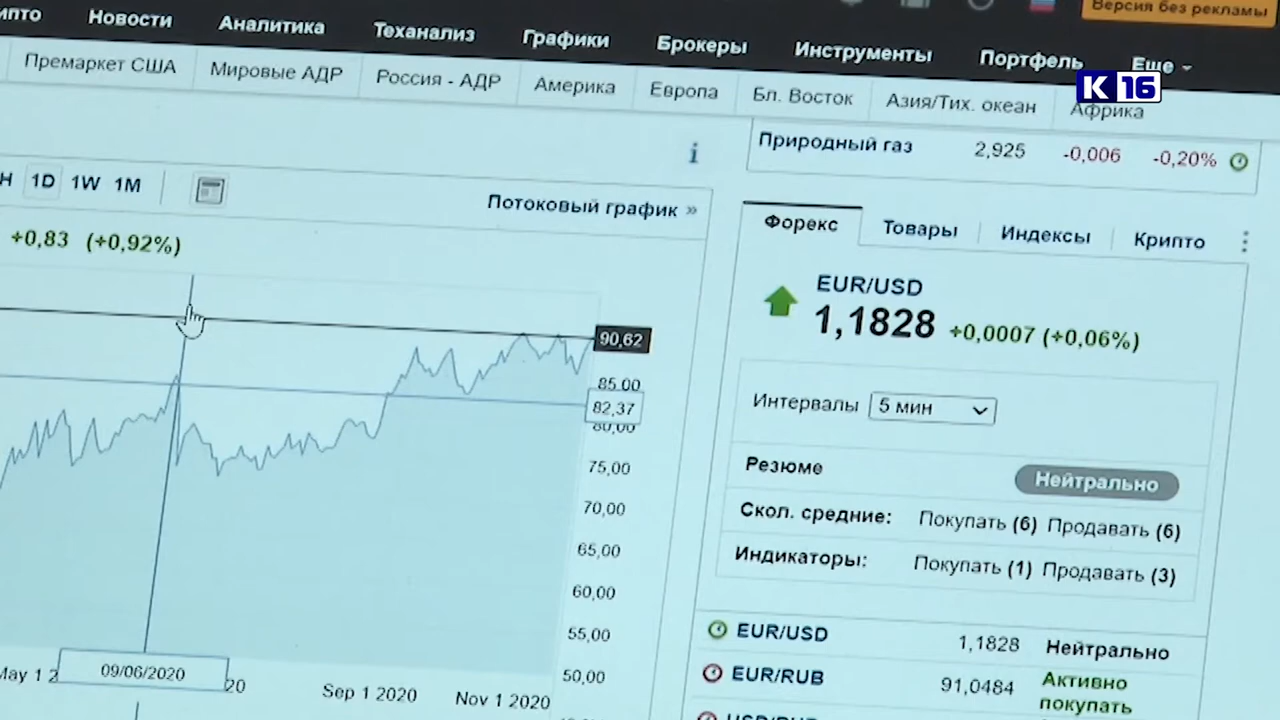 Версия без рекламы
Новости Аналитика Теханализ Графики Брокеры Инструменты Портфель Еще
K 16
Премаркет США Мировые АДР Россия - АДР Америка Европа Бл. Восток Азия/Тих. океан Африка
Природный газ 2,925 -0,006 -0,20%
1D 1W 1M
Потоковый график »
+0,83 (+0,92%)
Форекс Товары Индексы Крипто
EUR/USD
1,1828 +0,0007 (+0,06%)
90,62
85,00
82,37
80,00
75,00
70,00
65,00
60,00
55,00
50,00
09/06/2020
Sep 1 2020 Nov 1 2020
Интервалы 5 мин
Резюме Нейтрально
Скол. средние: Покупать (6) Продавать (6)
Индикаторы: Покупать (1) Продавать (3)
EUR/USD 1,1828 Нейтрально
EUR/RUB 91,0484 Активно покупать